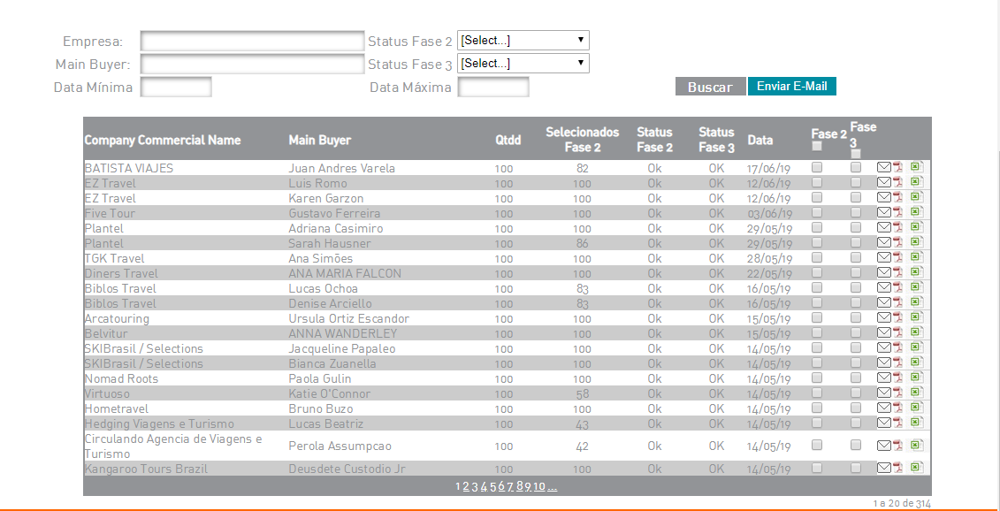 Empresa: Status Fase 2 [Select...]
Main Buyer: Status Fase 3 [Select...]
Data Mínima Data Máxima Buscar Enviar E-Mail
Company Commercial Name Main Buyer Qtdd Selecionados Fase 2 Status Fase 2 Status Fase 3 Data Fase 2 Fase 3
BATISTA VIAJES Juan Andres Varela 100 82 Ok OK 17/06/19
EZ Travel Luis Romo 100 100 Ok OK 12/06/19
EZ Travel Karen Garzon 100 100 Ok OK 12/06/19
Five Tour Gustavo Ferreira 100 100 Ok OK 03/06/19
Plantel Adriana Casimiro 100 100 Ok OK 29/05/19
Plantel Sarah Hausner 100 86 Ok OK 29/05/19
TGK Travel Ana Simões 100 100 Ok OK 28/05/19
Diners Travel ANA MARIA FALCON 100 100 Ok OK 22/05/19
Biblos Travel Lucas Ochoa 100 83 Ok OK 16/05/19
Biblos Travel Denise Arciello 100 83 Ok OK 16/05/19
Arcatouring Ursula Ortiz Escandor 100 100 Ok OK 15/05/19
Belvitur ANNA WANDERLEY 100 100 Ok OK 15/05/19
SKIBrasil / Selections Jacqueline Papaleo 100 100 Ok OK 14/05/19
SKIBrasil / Selections Bianca Zuanella 100 100 Ok OK 14/05/19
Nomad Roots Paola Gulin 100 100 Ok OK 14/05/19
Virtuoso Katie O'Connor 100 58 Ok OK 14/05/19
Hometravel Bruno Buzo 100 100 Ok OK 14/05/19
Hedging Viagens e Turismo Lucas Beatriz 100 43 Ok OK 14/05/19
Circulando Agencia de Viagens e Turismo Perola Assumpcao 100 42 Ok OK 14/05/19
Kangaroo Tours Brazil Deusdete Custodio Jr 100 100 Ok OK 14/05/19
1 2 3 4 5 6 7 8 9 10 ...
1 a 20 de 314